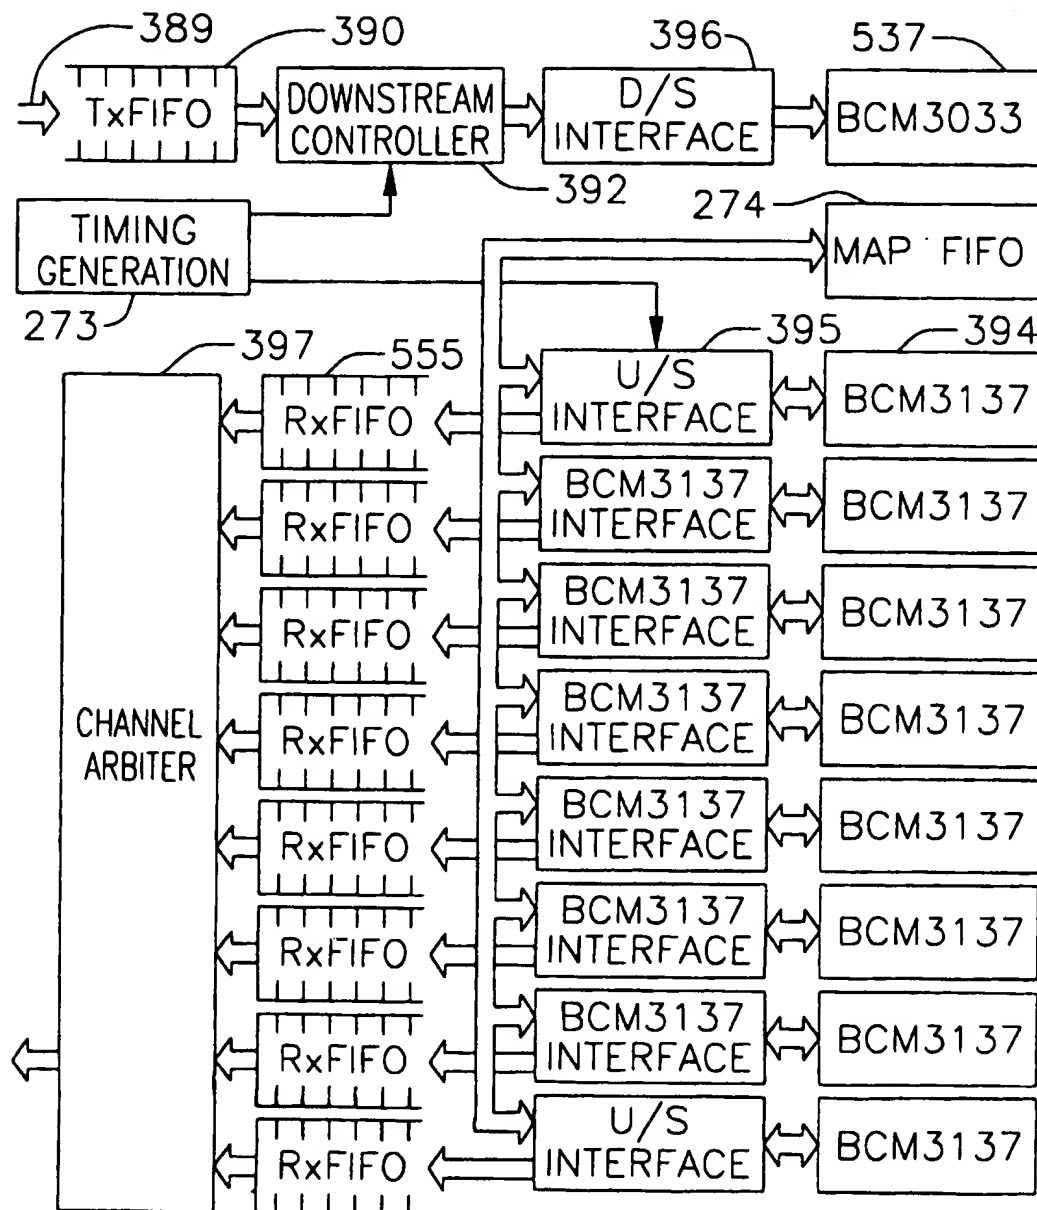 389
390
396
537
TxFIFO
DOWNSTREAM
CONTROLLER
D/S
INTERFACE
BCM3033
392
274
TIMING
GENERATION
MAP FIFO
273
397
555
395
394
RxFIFO
U/S
INTERFACE
BCM3137
RxFIFO
BCM3137
INTERFACE
BCM3137
RxFIFO
BCM3137
INTERFACE
BCM3137
CHANNEL
ARBITER
RxFIFO
BCM3137
INTERFACE
BCM3137
RxFIFO
BCM3137
INTERFACE
BCM3137
RxFIFO
BCM3137
INTERFACE
BCM3137
RxFIFO
BCM3137
INTERFACE
BCM3137
RxFIFO
U/S
INTERFACE
BCM3137